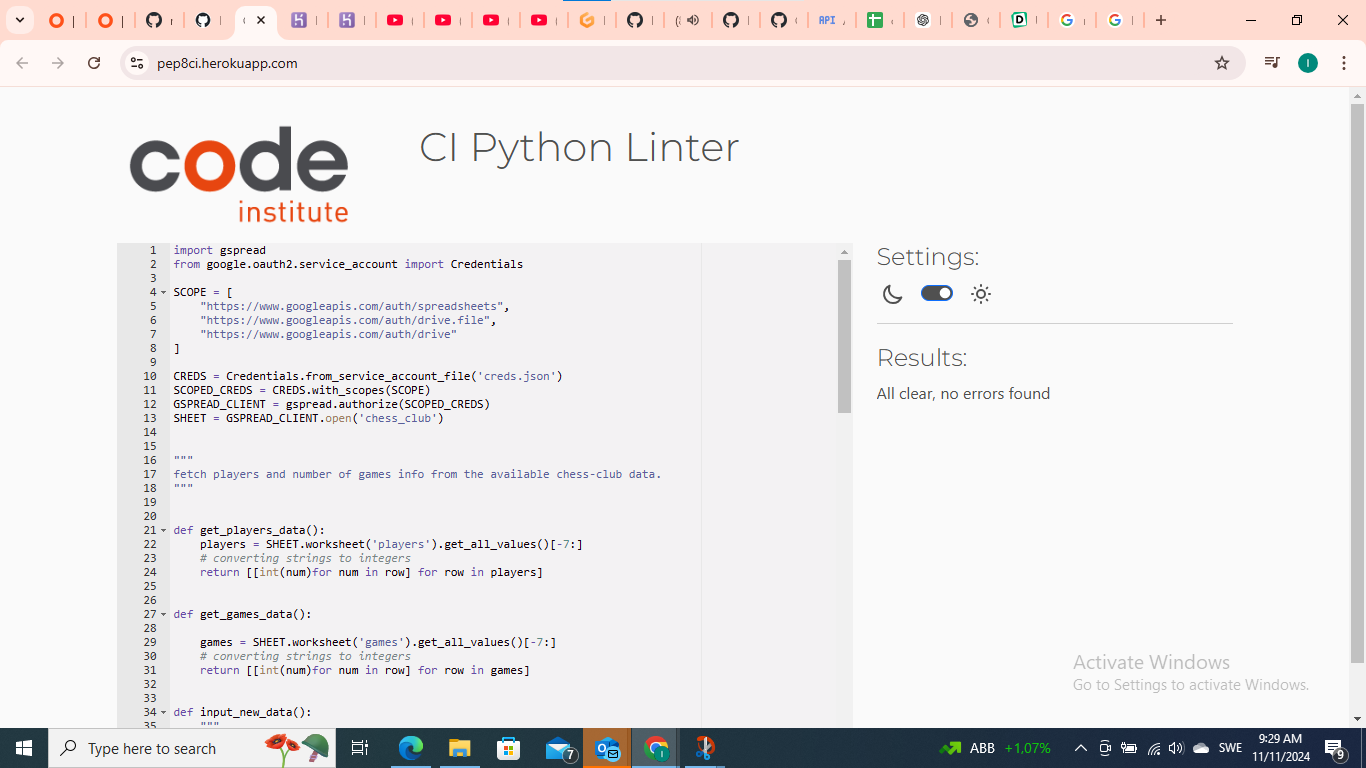 pep8ci.herokuapp.com
I
API
code
institute
CI Python Linter
1 import gspread
2 from google.oauth2.service_account import Credentials
3
4 SCOPE = [
5 "https://www.googleapis.com/auth/spreadsheets",
6 "https://www.googleapis.com/auth/drive.file",
7 "https://www.googleapis.com/auth/drive"
8 ]
9
10 CREDS = Credentials.from_service_account_file('creds.json')
11 SCOPED_CREDS = CREDS.with_scopes(SCOPE)
12 GSPREAD_CLIENT = gspread.authorize(SCOPED_CREDS)
13 SHEET = GSPREAD_CLIENT.open('chess_club')
14
15
16 """
17 fetch players and number of games info from the available chess-club data.
18 """
19
20
21 def get_players_data():
22 players = SHEET.worksheet('players').get_all_values()[-7:]
23 # converting strings to integers
24 return [[int(num)for num in row] for row in players]
25
26
27 def get_games_data():
28
29 games = SHEET.worksheet('games').get_all_values()[-7:]
30 # converting strings to integers
31 return [[int(num)for num in row] for row in games]
32
33
34 def input_new_data():
35 """
Settings:
Results:
All clear, no errors found
Activate Windows
Go to Settings to activate Windows.
Type here to search
7
ABB +1,07%
SWE
9:29 AM
11/11/2024
9